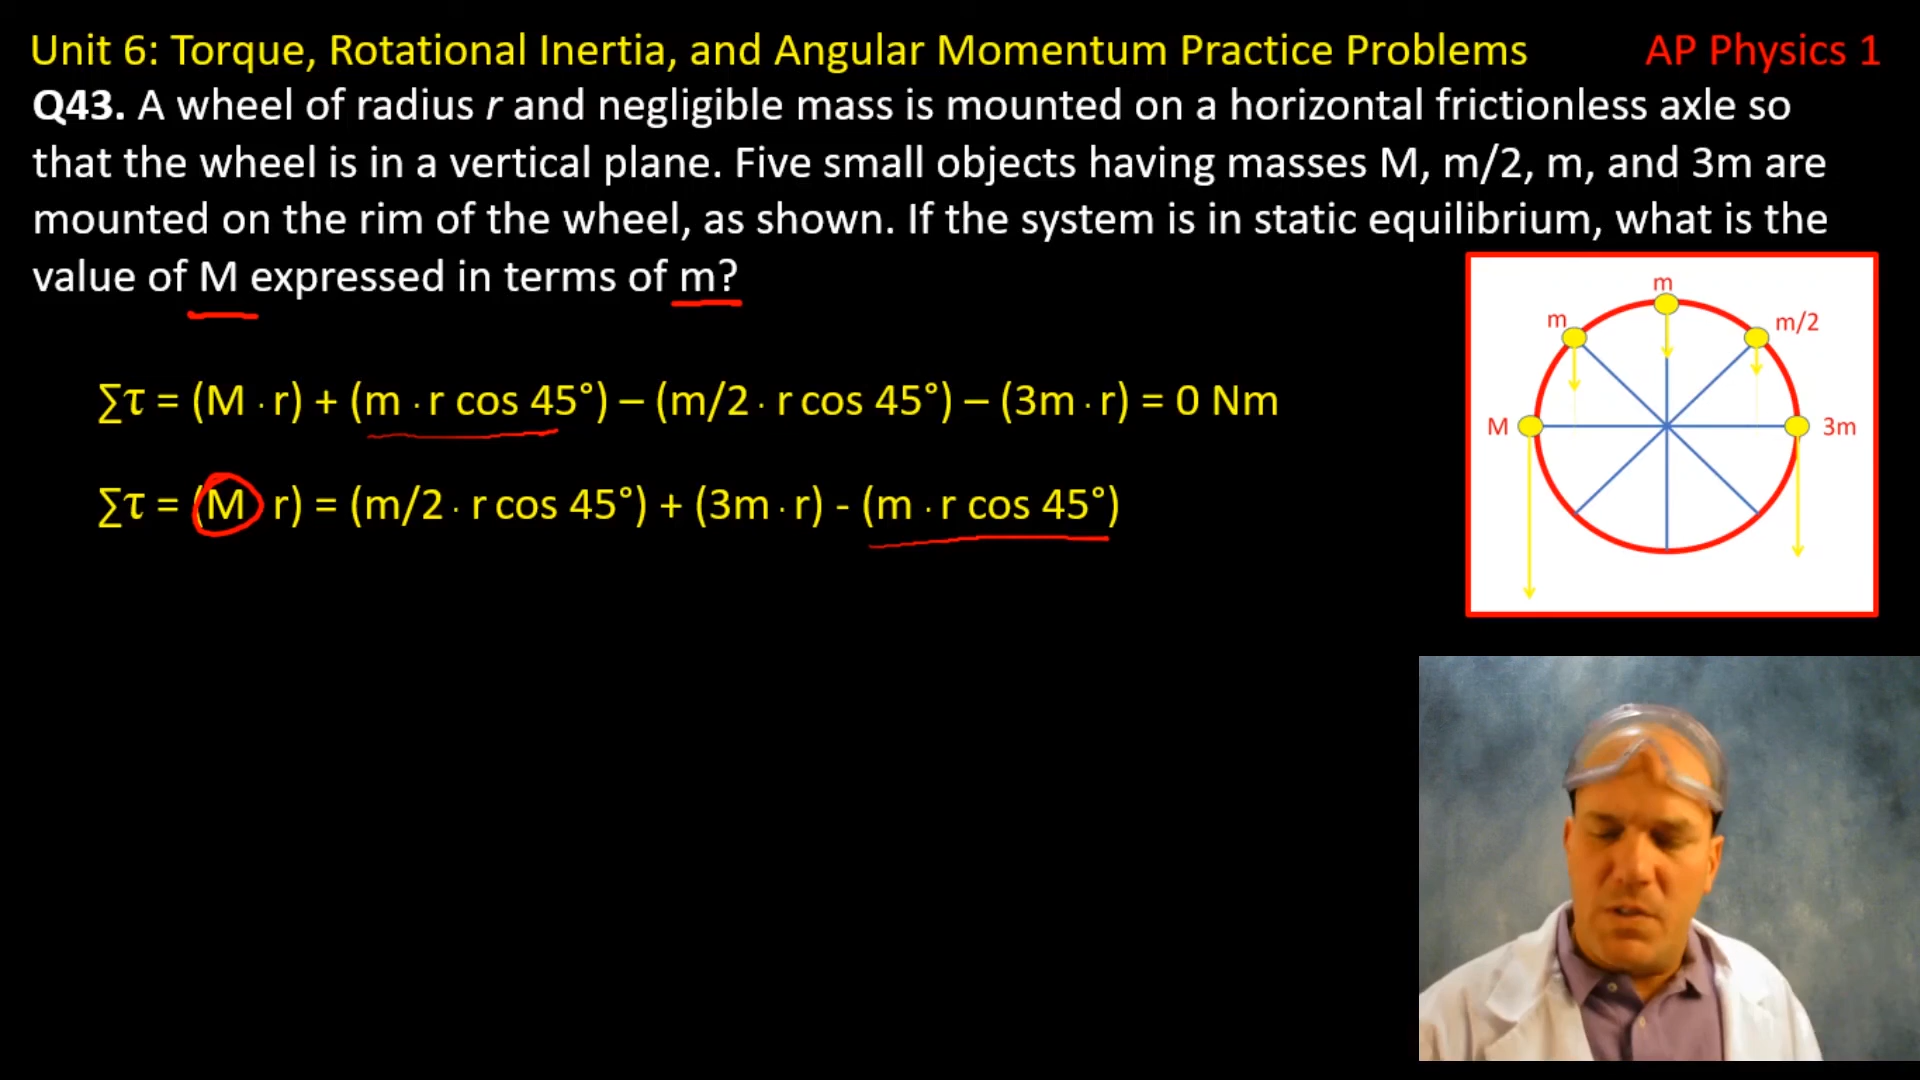 Unit 6: Torque, Rotational Inertia, and Angular Momentum Practice Problems
AP Physics 1
Q43. A wheel of radius r and negligible mass is mounted on a horizontal frictionless axle so
that the wheel is in a vertical plane. Five small objects having masses M, m/2, m, and 3m are
mounted on the rim of the wheel, as shown. If the system is in static equilibrium, what is the
value of M expressed in terms of m?
∑τ = (M · r) + (m · r cos 45°) – (m/2 · r cos 45°) – (3m · r) = 0 Nm
∑τ = (M r) = (m/2 · r cos 45°) + (3m · r) - (m · r cos 45°)
m
m
m/2
M
3m